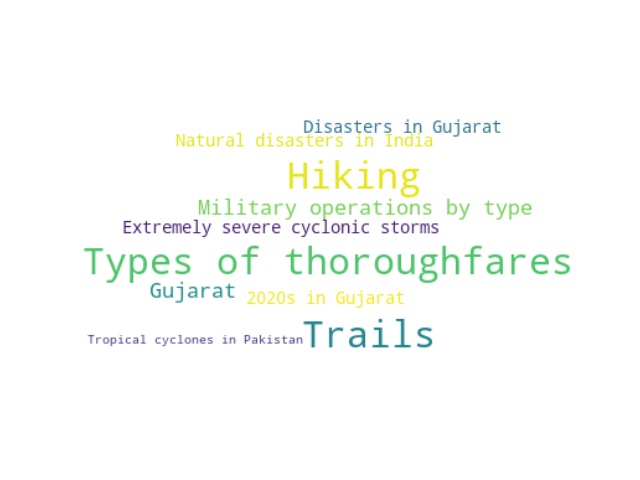 Disasters in Gujarat
Natural disasters in India
Hiking
Military operations by type
Extremely severe cyclonic storms
Types of thoroughfares
Gujarat
2020s in Gujarat
Trails
Tropical cyclones in Pakistan